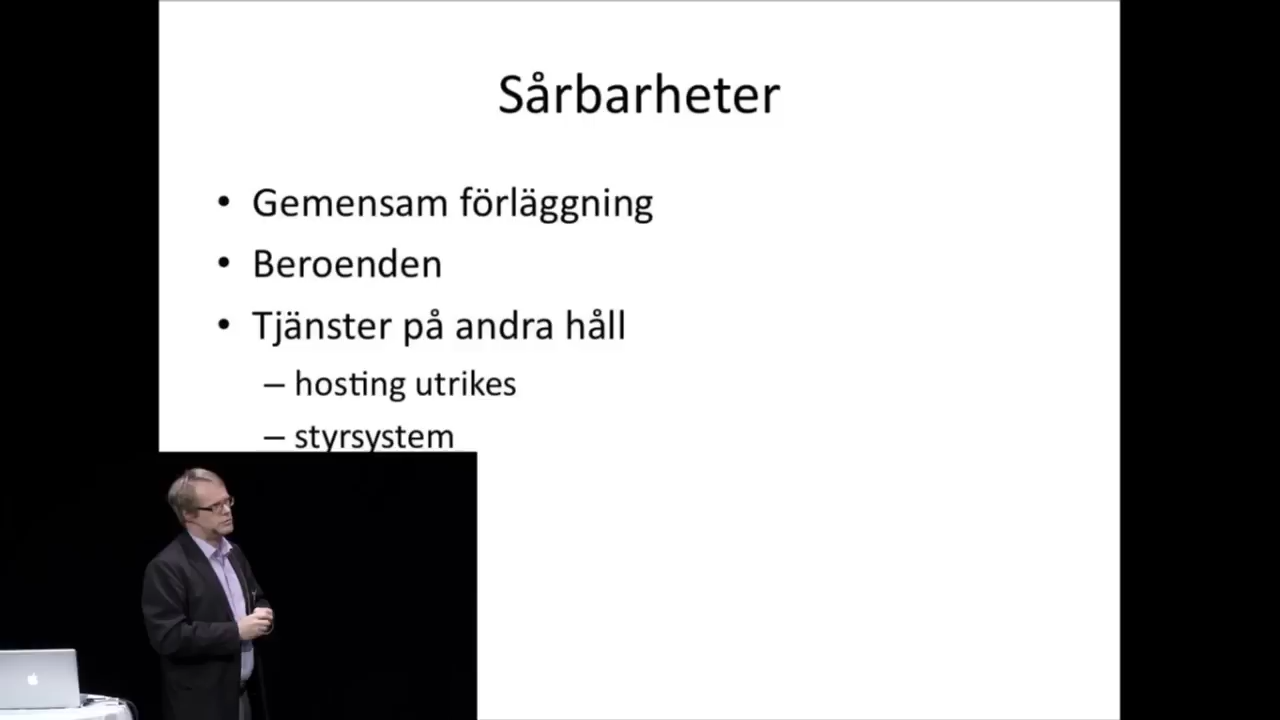 Sårbarheter
• Gemensam förläggning
• Beroenden
• Tjänster på andra håll
– hosting utrikes
– styrsystem